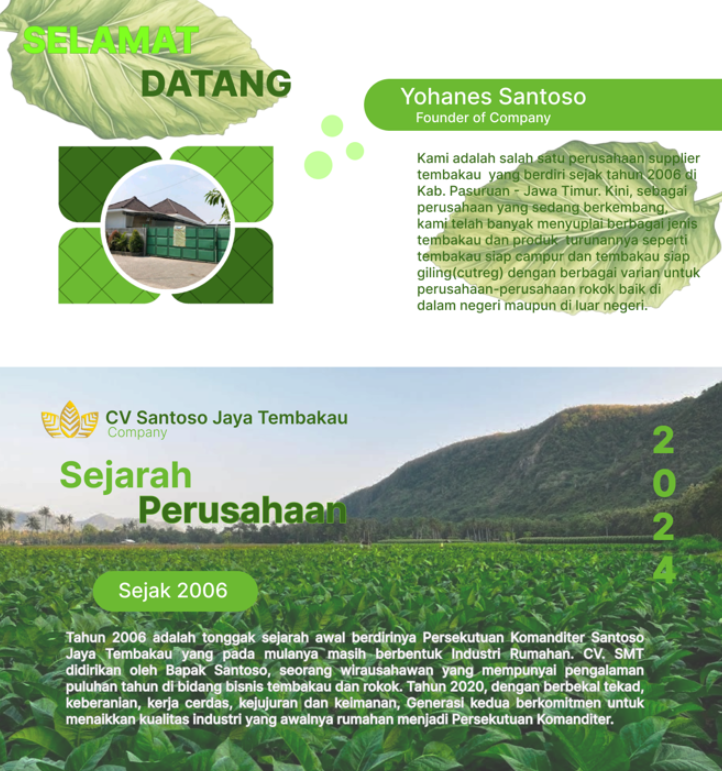 SELAMAT
DATANG
Yohanes Santoso
Founder of Company
Kami adalah salah satu perusahaan supplier
tembakau yang berdiri sejak tahun 2006 di
Kab. Pasuruan - Jawa Timur. Kini, sebagai
perusahaan yang sedang berkembang,
kami telah banyak menyuplai berbagai jenis
tembakau dan produk turunannya seperti
tembakau siap campur dan tembakau siap
giling(cutreg) dengan berbagai varian untuk
perusahaan-perusahaan rokok baik di
dalam negeri maupun di luar negeri.
CV Santoso Jaya Tembakau
Company
Sejarah
Perusahaan
2
0
2
4
Sejak 2006
Tahun 2006 adalah tonggak sejarah awal berdirinya Persekutuan Komanditer Santoso
Jaya Tembakau yang pada mulanya masih berbentuk Industri Rumahan. CV. SMT
didirikan oleh Bapak Santoso, seorang wirausahawan yang mempunyai pengalaman
puluhan tahun di bidang bisnis tembakau dan rokok. Tahun 2020, dengan berbekal tekad,
keberanian, kerja cerdas, kejujuran dan keimanan, Generasi kedua berkomitmen untuk
menaikkan kualitas industri yang awalnya rumahan menjadi Persekutuan Komanditer.